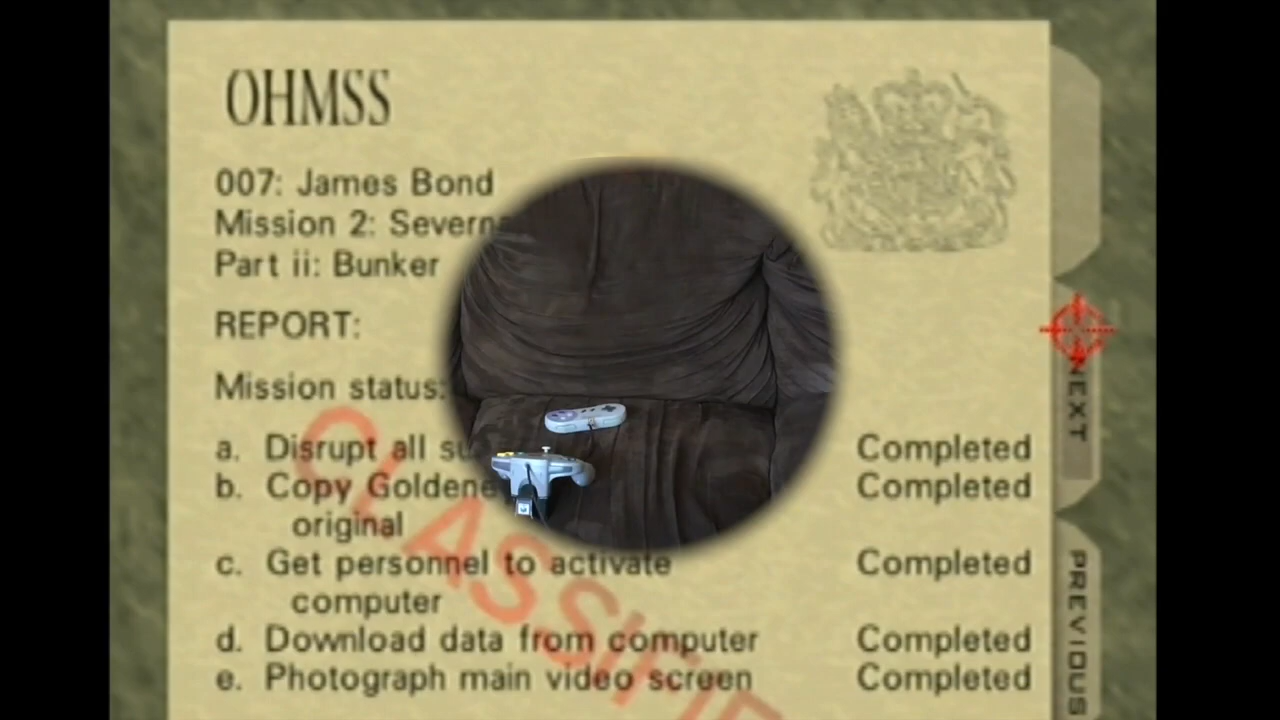 OHMSS
007: James Bond
Mission 2: Severna
Part ii: Bunker
REPORT:
Mission status:
a. Disrupt all su Completed
b. Copy Goldene Completed
original
c. Get personnel to activate Completed
computer
d. Download data from computer Completed
e. Photograph main video screen Completed
CLASSIFIE
NEXT
PREVIOUS